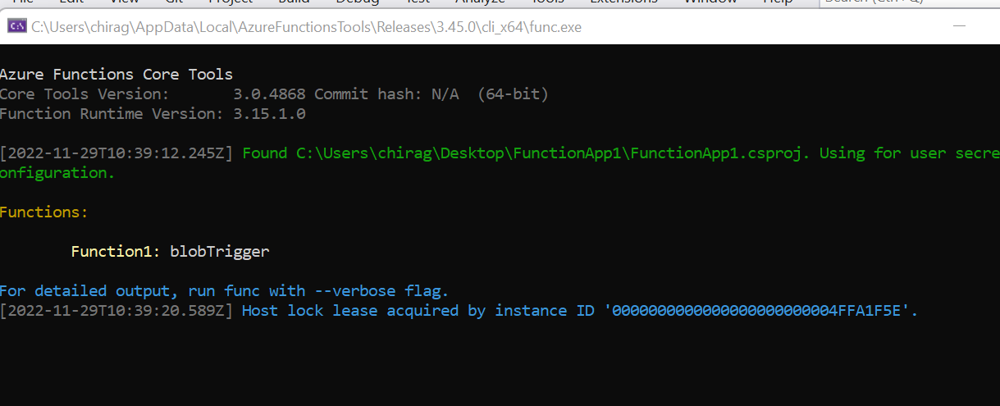 File Edit View Git Project Build Debug Test Analyze Tools Extensions Window Help Search (Ctrl+Q)
C:\Users\chirag\AppData\Local\AzureFunctionsTools\Releases\3.45.0\cli_x64\func.exe
Azure Functions Core Tools
Core Tools Version:       3.0.4868 Commit hash: N/A  (64-bit)
Function Runtime Version: 3.15.1.0
[2022-11-29T10:39:12.245Z] Found C:\Users\chirag\Desktop\FunctionApp1\FunctionApp1.csproj. Using for user secre
onfiguration.
Functions:
Function1: blobTrigger
For detailed output, run func with --verbose flag.
[2022-11-29T10:39:20.589Z] Host lock lease acquired by instance ID '0000000000000000000000004FFA1F5E'.